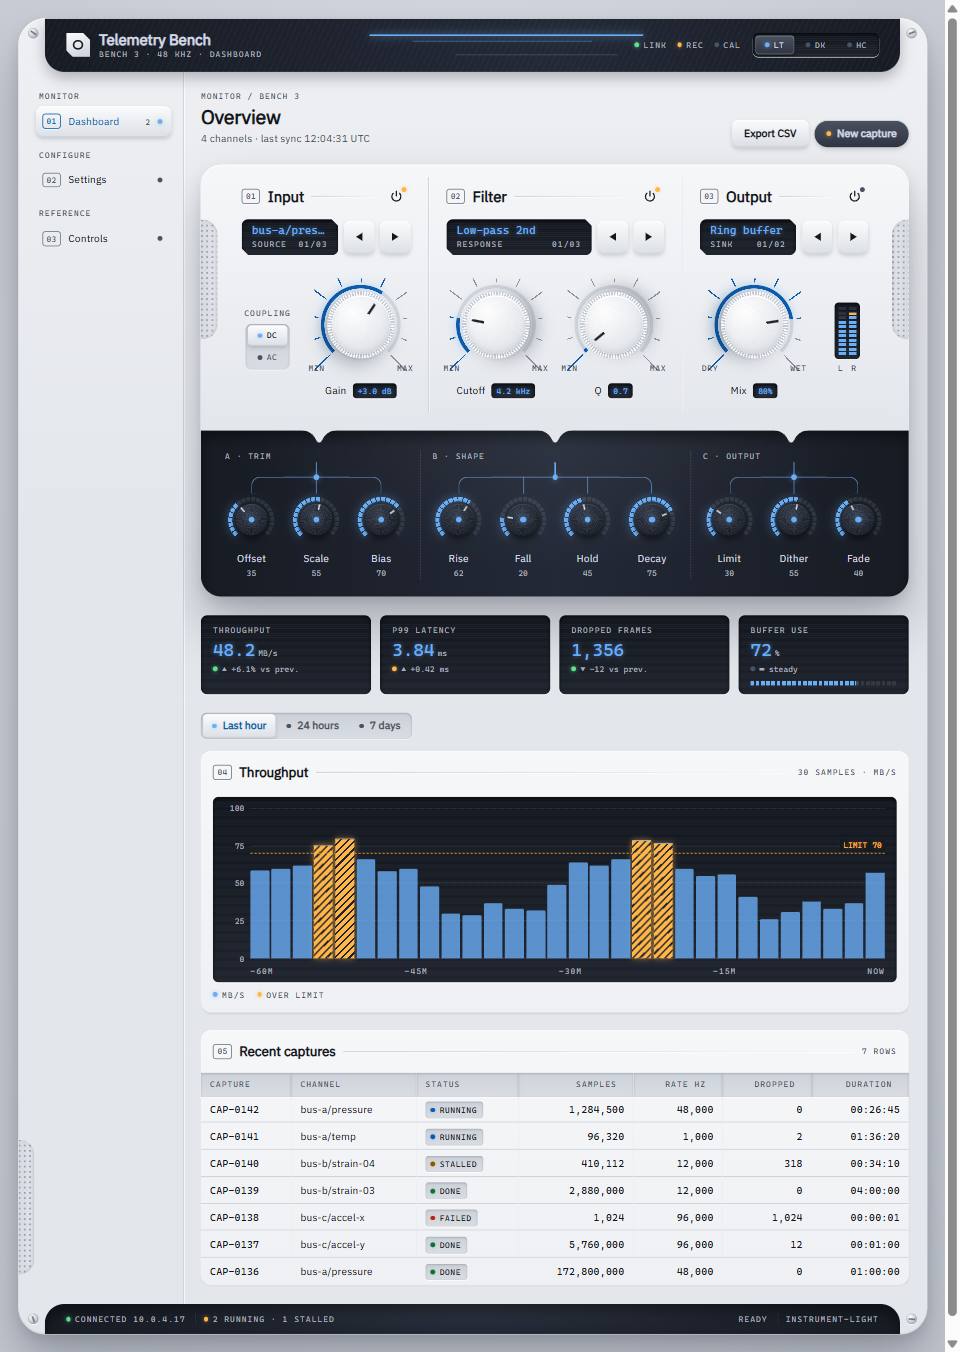 Telemetry Bench
BENCH 3 · 48 KHZ · DASHBOARD
LINK REC CAL
LT DK HC
MONITOR
01 Dashboard 2
CONFIGURE
02 Settings
REFERENCE
03 Controls
MONITOR / BENCH 3
Overview
4 channels · last sync 12:04:31 UTC
Export CSV
New capture
01 Input
bus-a/pres…
SOURCE 01/03
COUPLING
DC
AC
MIN MAX
Gain +3.0 dB
02 Filter
Low-pass 2nd
RESPONSE 01/03
MIN MAX MIN MAX
Cutoff 4.2 kHz Q 0.7
03 Output
Ring buffer
SINK 01/02
DRY WET
L R
Mix 80%
A · TRIM
Offset Scale Bias
35 55 70
B · SHAPE
Rise Fall Hold Decay
62 20 45 75
C · OUTPUT
Limit Dither Fade
30 55 40
THROUGHPUT
48.2 MB/S
▲ +6.1% vs prev.
P99 LATENCY
3.84 ms
▲ +0.42 ms
DROPPED FRAMES
1,356
▼ −12 vs prev.
BUFFER USE
72 %
= steady
Last hour 24 hours 7 days
04 Throughput
30 SAMPLES · MB/S
100
75
50
25
0
LIMIT 70
−60M −45M −30M −15M NOW
MB/S OVER LIMIT
05 Recent captures
7 ROWS
CAPTURE CHANNEL STATUS SAMPLES RATE HZ DROPPED DURATION
CAP-0142 bus-a/pressure RUNNING 1,284,500 48,000 0 00:26:45
CAP-0141 bus-a/temp RUNNING 96,320 1,000 2 01:36:20
CAP-0140 bus-b/strain-04 STALLED 410,112 12,000 318 00:34:10
CAP-0139 bus-b/strain-03 DONE 2,880,000 12,000 0 04:00:00
CAP-0138 bus-c/accel-x FAILED 1,024 96,000 1,024 00:00:01
CAP-0137 bus-c/accel-y DONE 5,760,000 96,000 12 00:01:00
CAP-0136 bus-a/pressure DONE 172,800,000 48,000 0 01:00:00
CONNECTED 10.0.4.17 2 RUNNING · 1 STALLED
READY INSTRUMENT-LIGHT